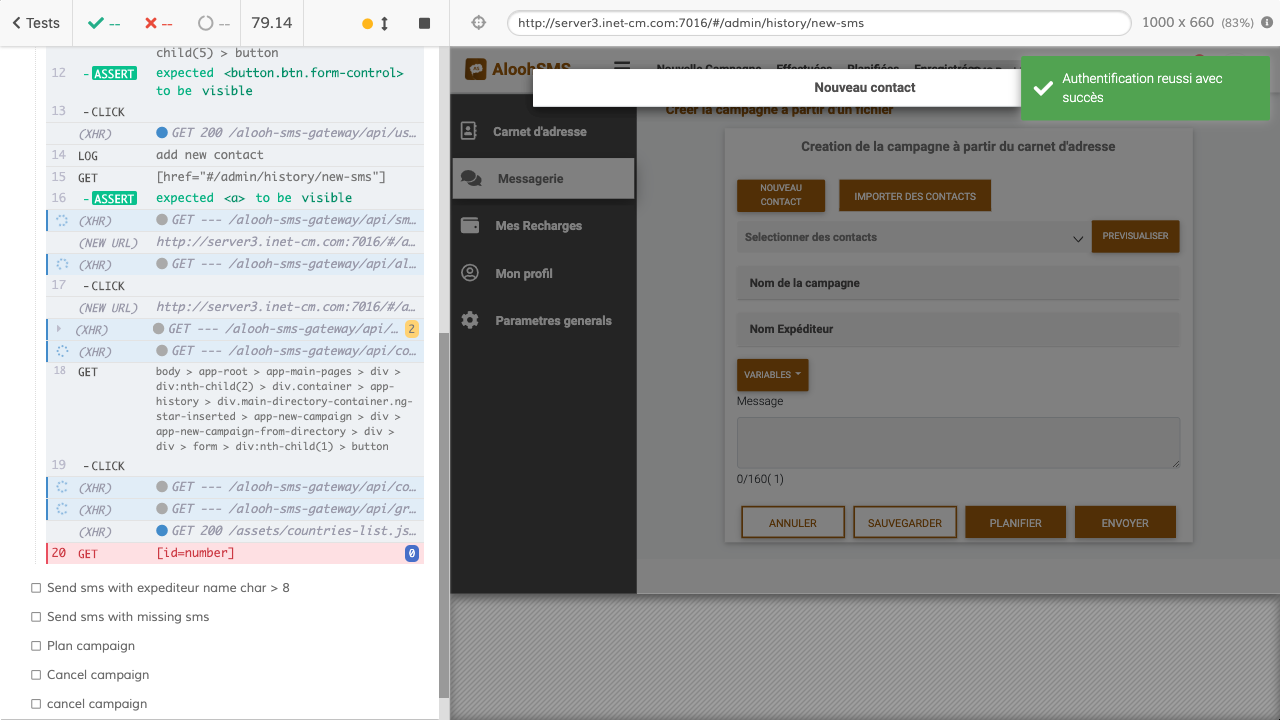 Tests
--
--
--
79.14
http://server3.inet-cm.com:7016/#/admin/history/new-sms
1000 x 660 (83%)
child(5) > button
12 -ASSERT expected <button.btn.form-control>
to be visible
13 -CLICK
(XHR) GET 200 /alooh-sms-gateway/api/us...
14 LOG add new contact
15 GET [href="#/admin/history/new-sms"]
16 -ASSERT expected <a> to be visible
(XHR) GET --- /alooh-sms-gateway/api/sm...
(NEW URL) http://server3.inet-cm.com:7016/#/a...
(XHR) GET --- /alooh-sms-gateway/api/al...
17 -CLICK
(NEW URL) http://server3.inet-cm.com:7016/#/a...
(XHR) GET --- /alooh-sms-gateway/api/... 2
(XHR) GET --- /alooh-sms-gateway/api/co...
18 GET body > app-root > app-main-pages > div >
div:nth-child(2) > div.container > app-
history > div.main-directory-container.ng-
star-inserted > app-new-campaign > div >
app-new-campaign-from-directory > div >
div > form > div:nth-child(1) > button
19 -CLICK
(XHR) GET --- /alooh-sms-gateway/api/co...
(XHR) GET --- /alooh-sms-gateway/api/gr...
(XHR) GET 200 /assets/countries-list.js...
20 GET [id=number] 0
Send sms with expediteur name char > 8
Send sms with missing sms
Plan campaign
Cancel campaign
cancel campaign
AloohSMS
Nouvelle Campagne Effectuées Planifiées Enregistrées
Nouveau contact
Authentification reussi avec
succès
Créer la campagne à partir d'un fichier
Carnet d'adresse
Messagerie
Mes Recharges
Mon profil
Parametres generals
Creation de la campagne à partir du carnet d'adresse
NOUVEAU
CONTACT
IMPORTER DES CONTACTS
Selectionner des contacts
PREVISUALISER
Nom de la campagne
Nom Expéditeur
VARIABLES
Message
0/160( 1)
ANNULER
SAUVEGARDER
PLANIFIER
ENVOYER